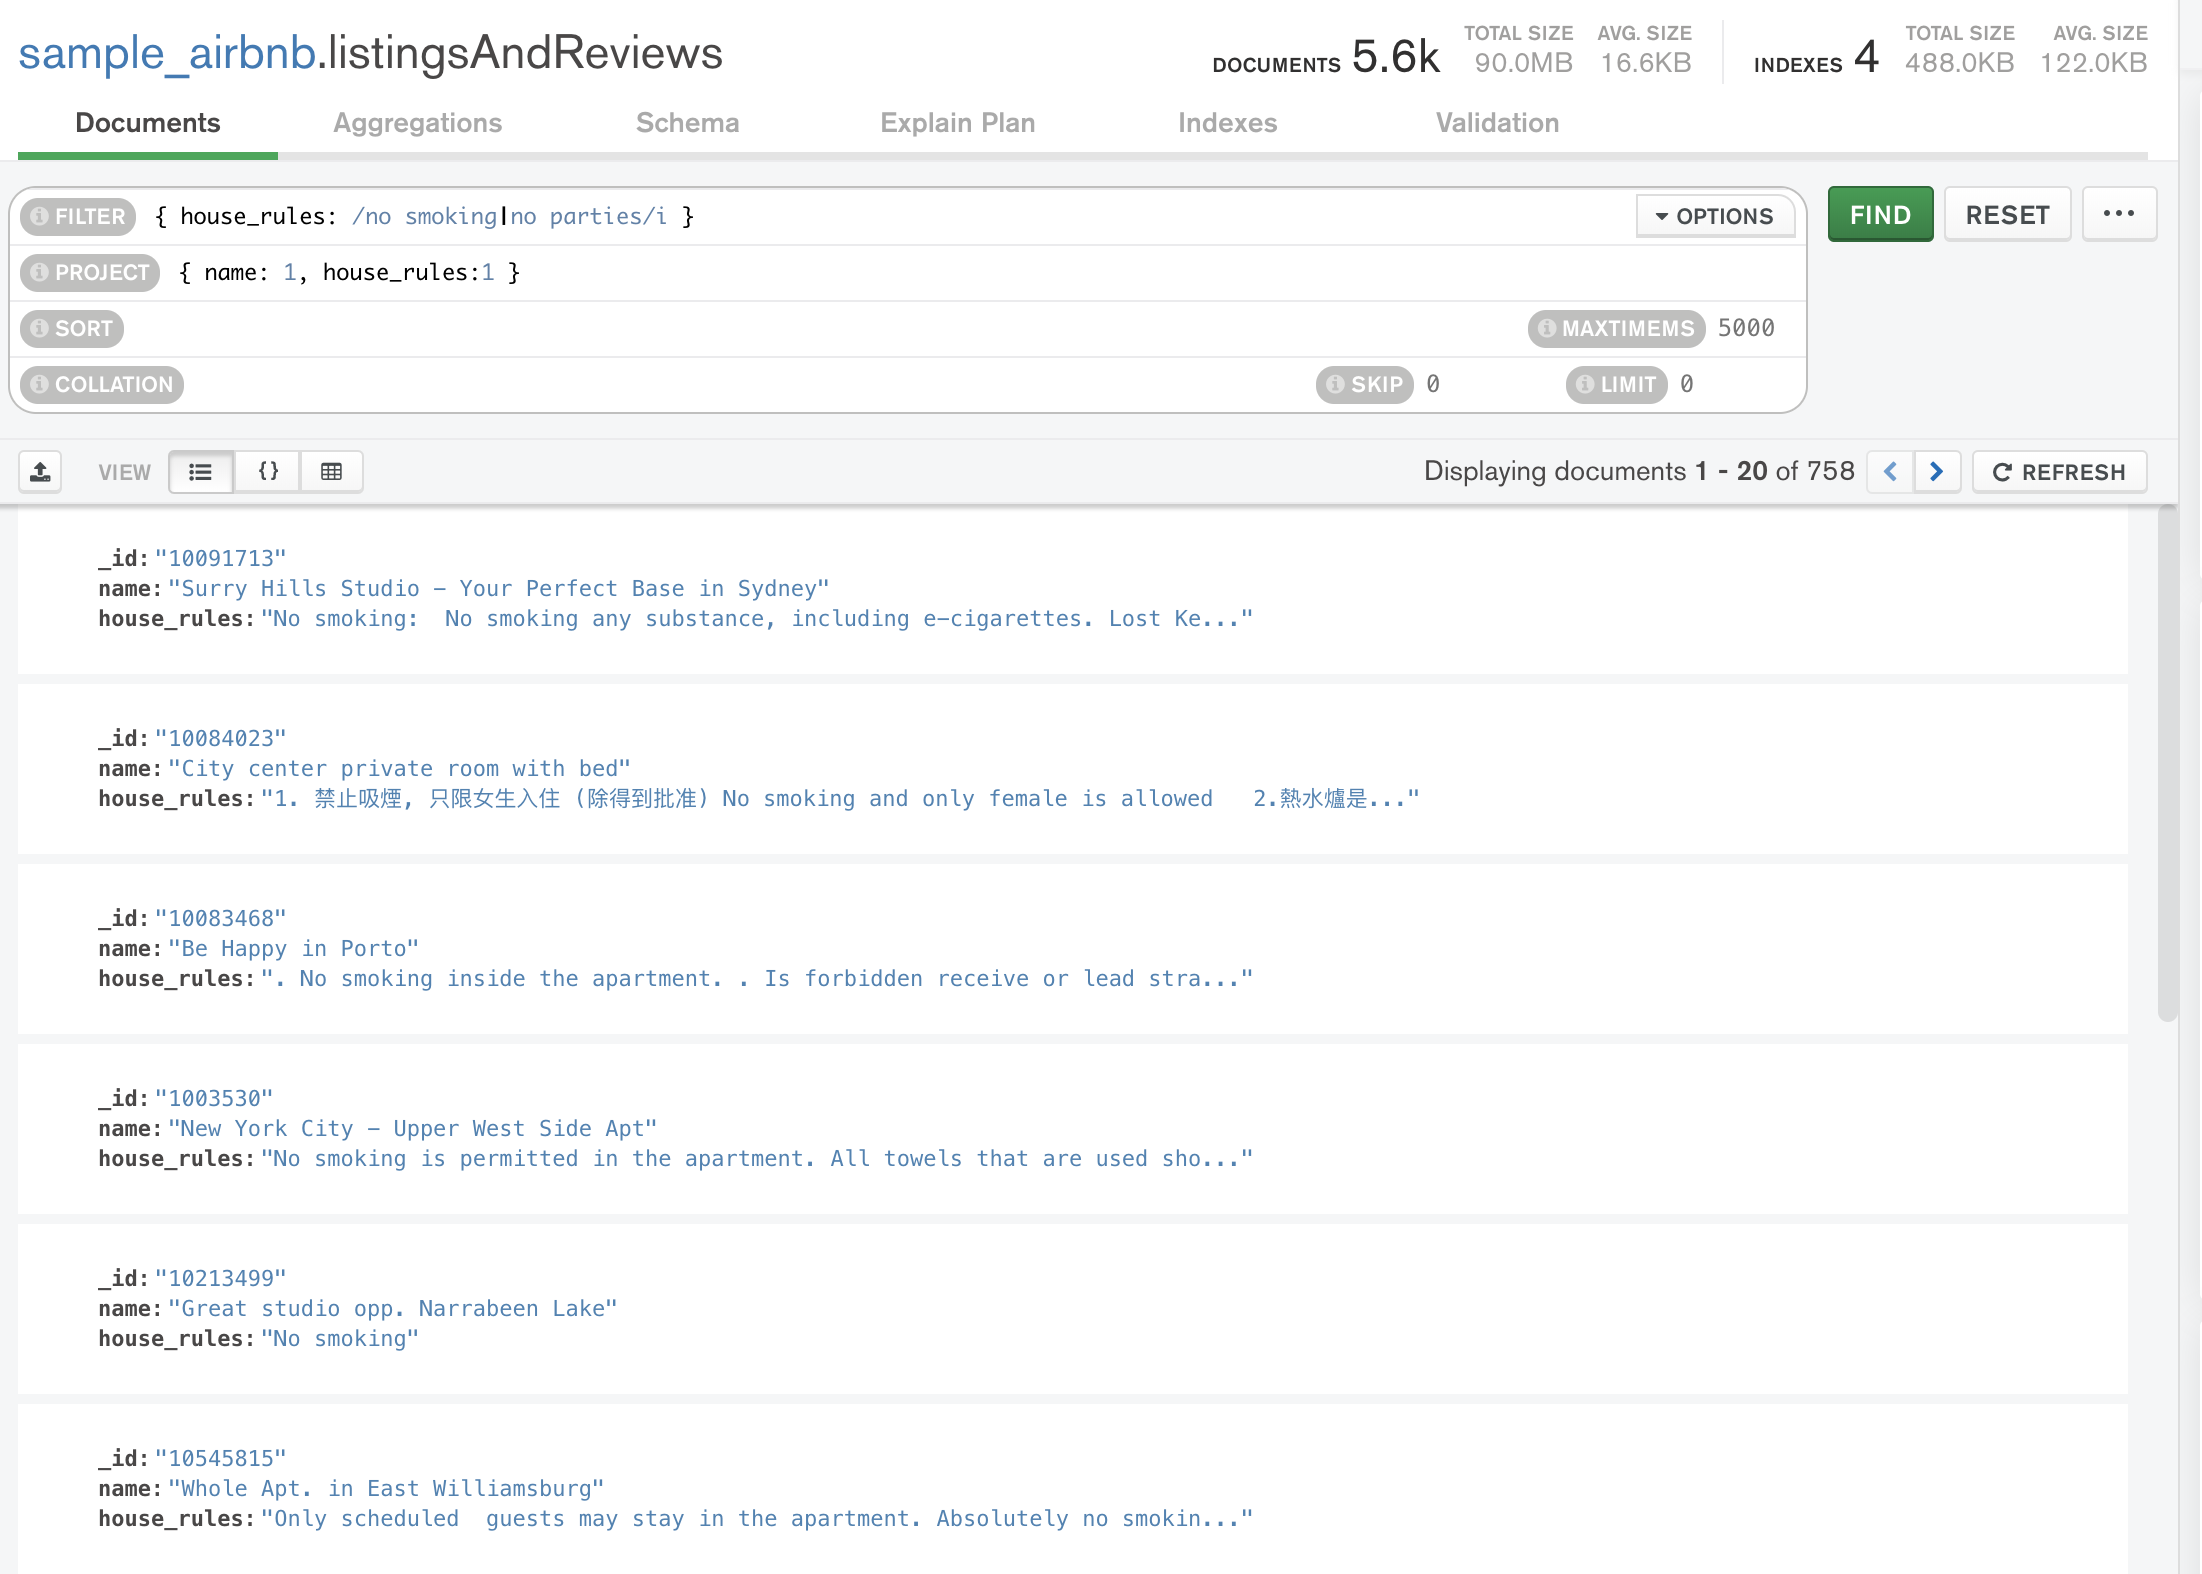 sample_airbnb.listingsAndReviews
DOCUMENTS 5.6k TOTAL SIZE 90.0MB AVG. SIZE 16.6KB INDEXES 4 TOTAL SIZE 488.0KB AVG. SIZE 122.0KB
Documents Aggregations Schema Explain Plan Indexes Validation
FILTER { house_rules: /no smoking|no parties/i } OPTIONS FIND RESET ...
PROJECT { name: 1, house_rules:1 }
SORT MAXTIMEMS 5000
COLLATION SKIP 0 LIMIT 0
VIEW {} Displaying documents 1 - 20 of 758 < > REFRESH
_id: "10091713"
name: "Surry Hills Studio - Your Perfect Base in Sydney"
house_rules: "No smoking:  No smoking any substance, including e-cigarettes. Lost Ke..."
_id: "10084023"
name: "City center private room with bed"
house_rules: "1. 禁止吸煙, 只限女生入住 (除得到批准) No smoking and only female is allowed   2.熱水爐是..."
_id: "10083468"
name: "Be Happy in Porto"
house_rules: ". No smoking inside the apartment. . Is forbidden receive or lead stra..."
_id: "1003530"
name: "New York City - Upper West Side Apt"
house_rules: "No smoking is permitted in the apartment. All towels that are used sho..."
_id: "10213499"
name: "Great studio opp. Narrabeen Lake"
house_rules: "No smoking"
_id: "10545815"
name: "Whole Apt. in East Williamsburg"
house_rules: "Only scheduled  guests may stay in the apartment. Absolutely no smokin..."